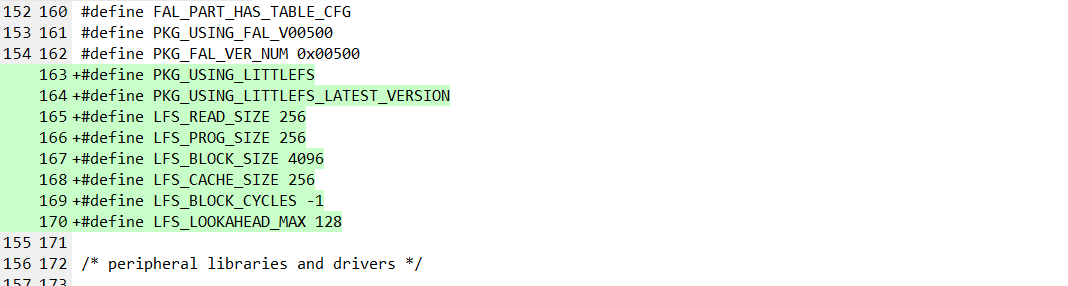 152 160 #define FAL_PART_HAS_TABLE_CFG
153 161 #define PKG_USING_FAL_V00500
154 162 #define PKG_FAL_VER_NUM 0x00500
163 +#define PKG_USING_LITTLEFS
164 +#define PKG_USING_LITTLEFS_LATEST_VERSION
165 +#define LFS_READ_SIZE 256
166 +#define LFS_PROG_SIZE 256
167 +#define LFS_BLOCK_SIZE 4096
168 +#define LFS_CACHE_SIZE 256
169 +#define LFS_BLOCK_CYCLES -1
170 +#define LFS_LOOKAHEAD_MAX 128
155 171
156 172 /* peripheral libraries and drivers */
157 173